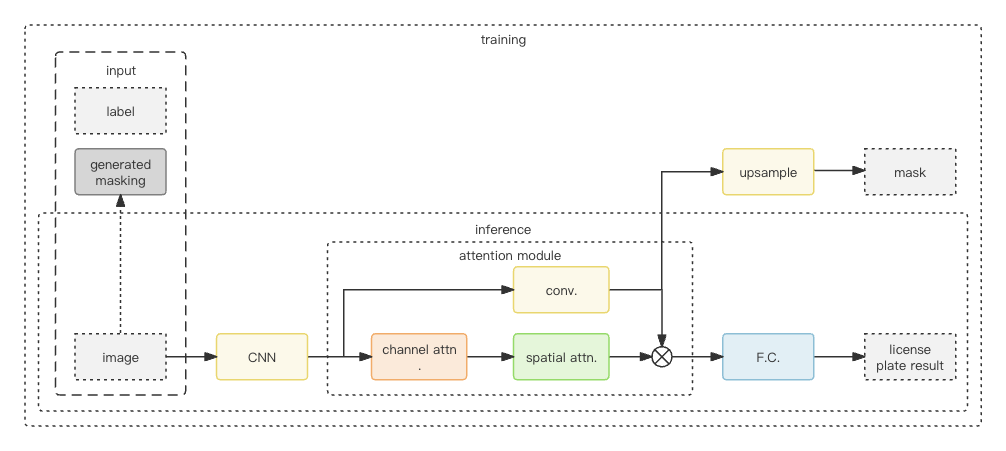 training
input
label
generated
masking
upsample
mask
inference
attention module
conv.
image
CNN
channel attn
.
spatial attn.
F.C.
license
plate result